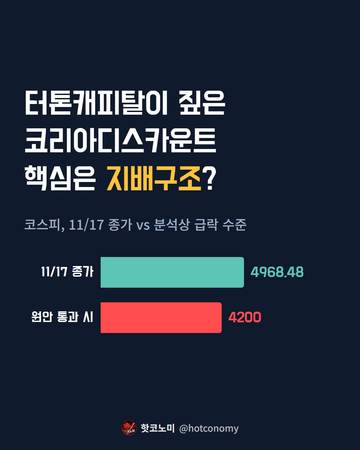 터톤캐피탈이 짚은
코리아디스카운트
핵심은 지배구조?
코스피, 11/17 종가 vs 분석상 급락 수준
11/17 종가 4968.48
원안 통과 시 4200
핫코노미 @hotconomy